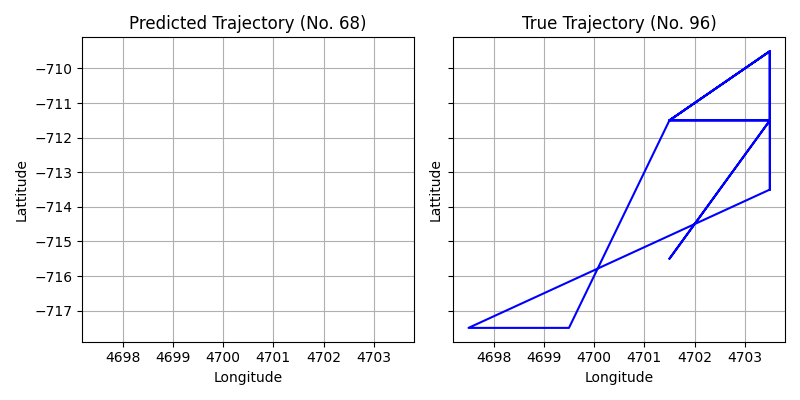 Predicted Trajectory (No. 68)
True Trajectory (No. 96)
Lattitude
−710
−711
−712
−713
−714
−715
−716
−717
4698 4699 4700 4701 4702 4703
Longitude
Lattitude
4698 4699 4700 4701 4702 4703
Longitude